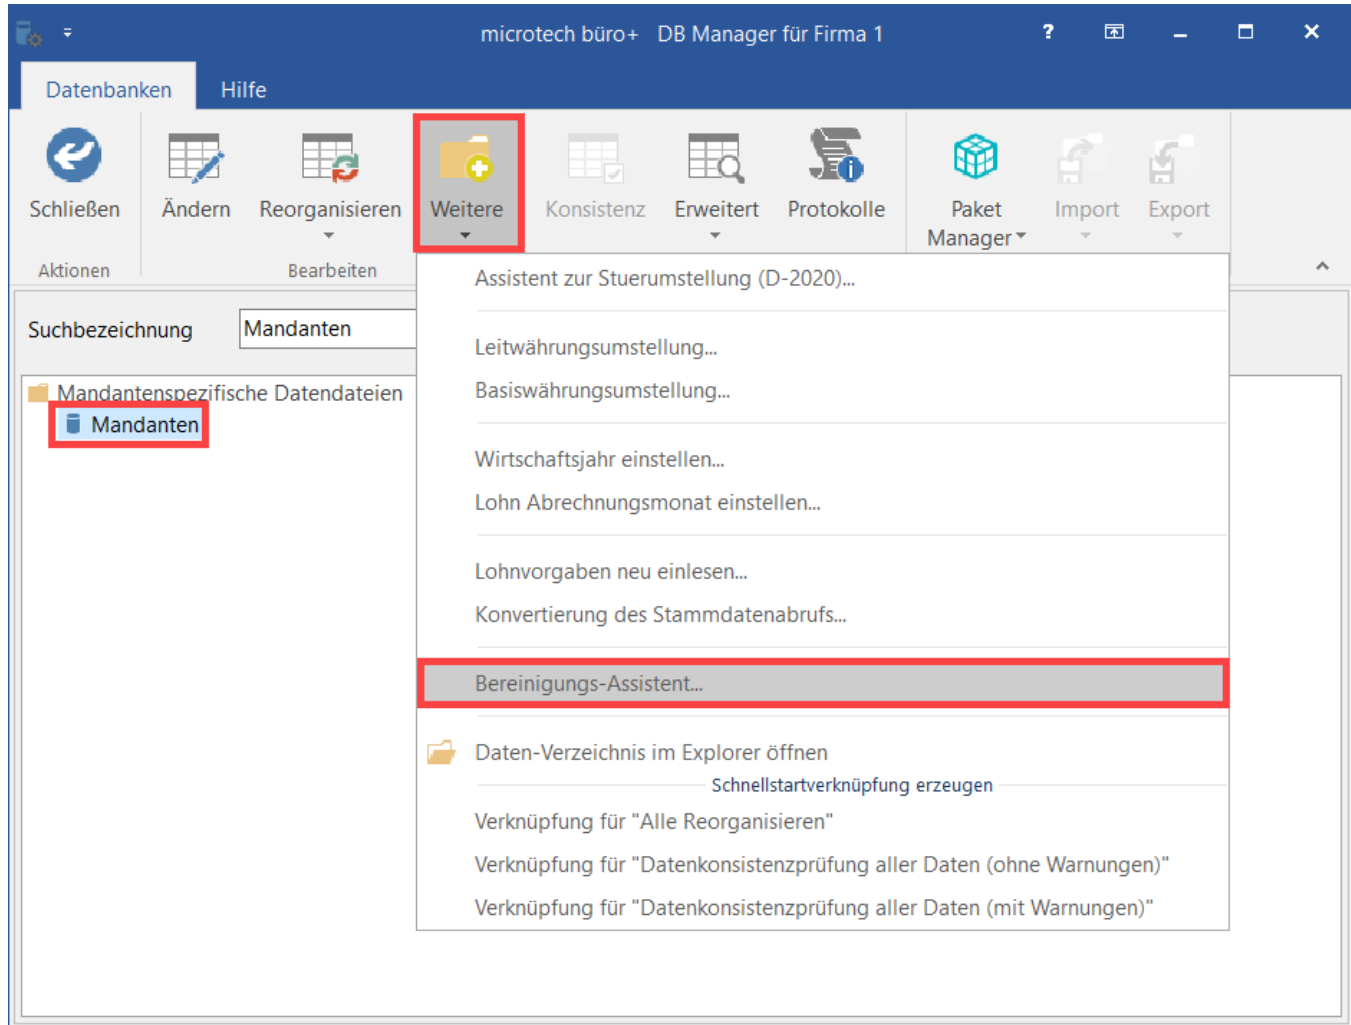 microtech büro+ DB Manager für Firma 1
?
Datenbanken Hilfe
Schließen Ändern Reorganisieren Weitere Konsistenz Erweitert Protokolle Paket Manager Import Export
Aktionen Bearbeiten
Suchbezeichnung Mandanten
Mandantenspezifische Datendateien
Mandanten
Assistent zur Stuerumstellung (D-2020)...
Leitwährungsumstellung...
Basiswährungsumstellung...
Wirtschaftsjahr einstellen...
Lohn Abrechnungsmonat einstellen...
Lohnvorgaben neu einlesen...
Konvertierung des Stammdatenabrufs...
Bereinigungs-Assistent...
Daten-Verzeichnis im Explorer öffnen
Schnellstartverknüpfung erzeugen
Verknüpfung für "Alle Reorganisieren"
Verknüpfung für "Datenkonsistenzprüfung aller Daten (ohne Warnungen)"
Verknüpfung für "Datenkonsistenzprüfung aller Daten (mit Warnungen)"